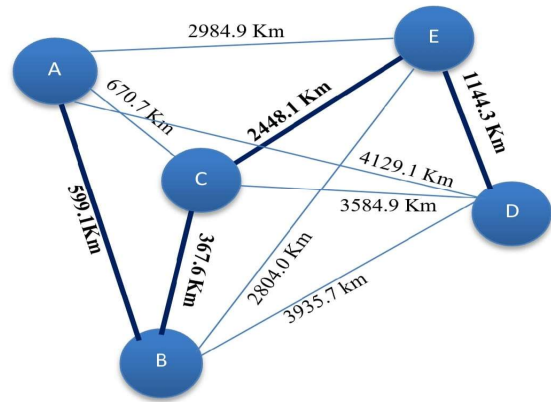 2984.9 Km
E
A
670.7 Km
2448.1 Km
1144.3 Km
4129.1 Km
C
3584.9 Km
D
599.1Km
367.6 Km
2804.0 Km
3935.7 km
B